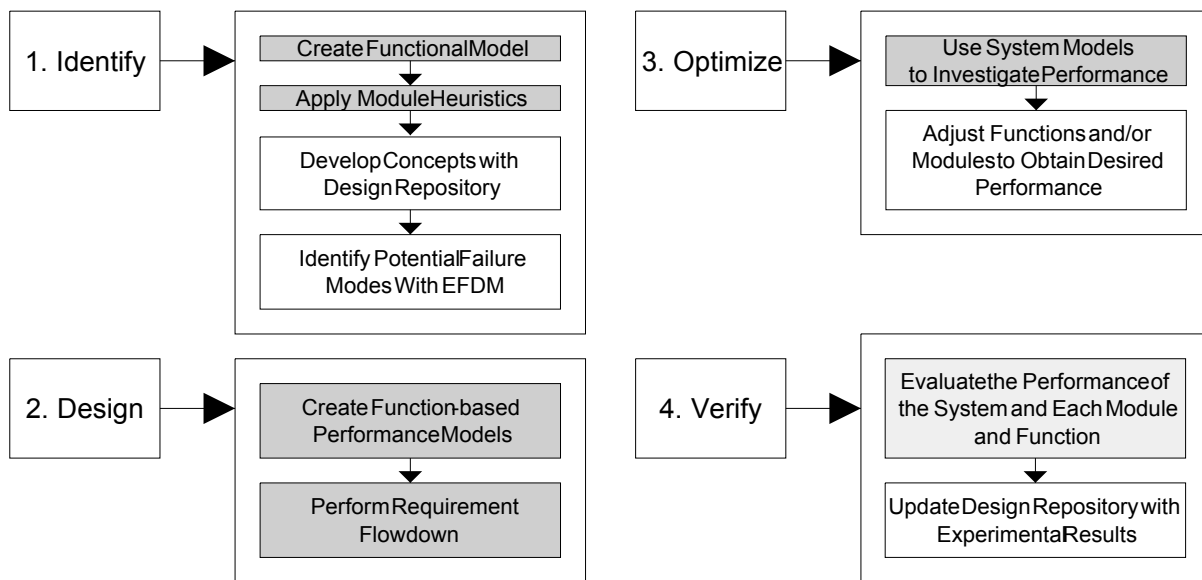 1. Identify
Create Functional Model
Apply Module Heuristics
Develop Concepts with
Design Repository
Identify Potential Failure
Modes With EFDM
2. Design
Create Function-based
Performance Models
Perform Requirement
Flowdown
3. Optimize
Use System Models
to Investigate Performance
Adjust Functions and/or
Modules to Obtain Desired
Performance
4. Verify
Evaluate the Performance of
the System and Each Module
and Function
Update Design Repository with
Experimental Results